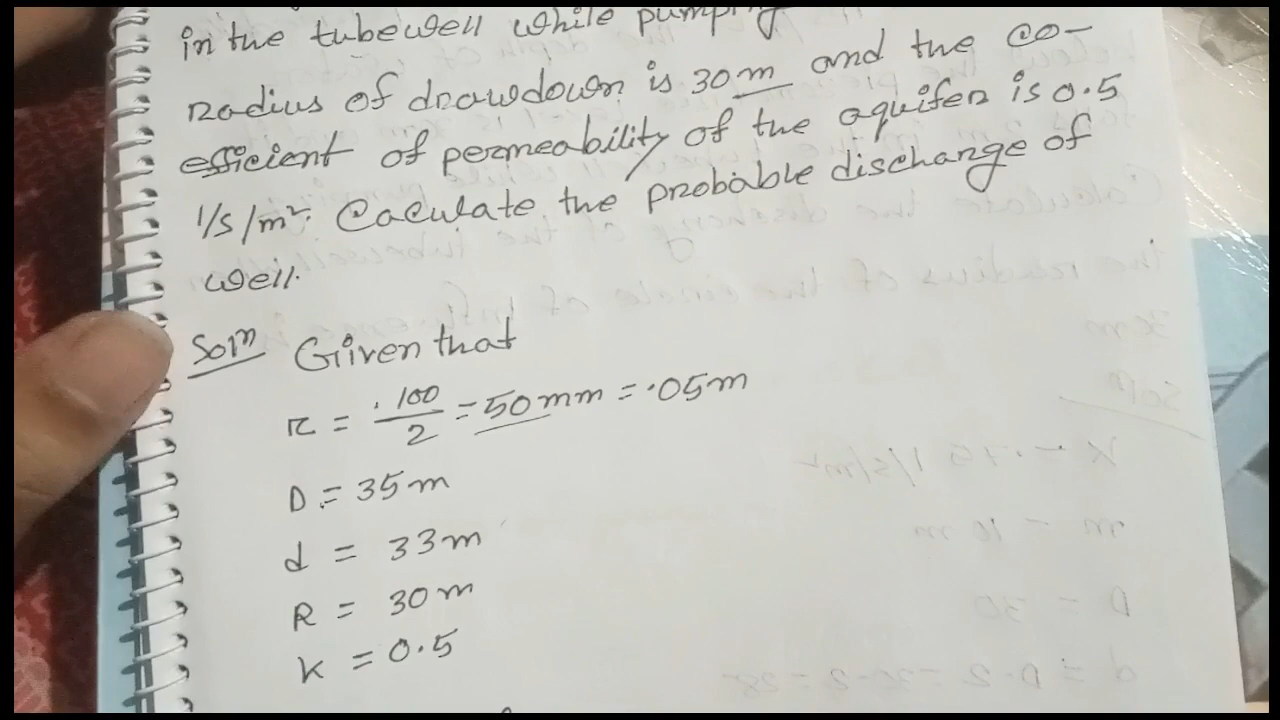 in the tubewell while pumping
radius of drawdown is 30m and the co-
efficient of permeability of the aquifer is 0.5
1/s/m². Caculate the probable discharge of
well.
Solⁿ Given that
r = 100/2 = 50mm = .05m
D = 35m
d = 33m
R = 30m
K = 0.5